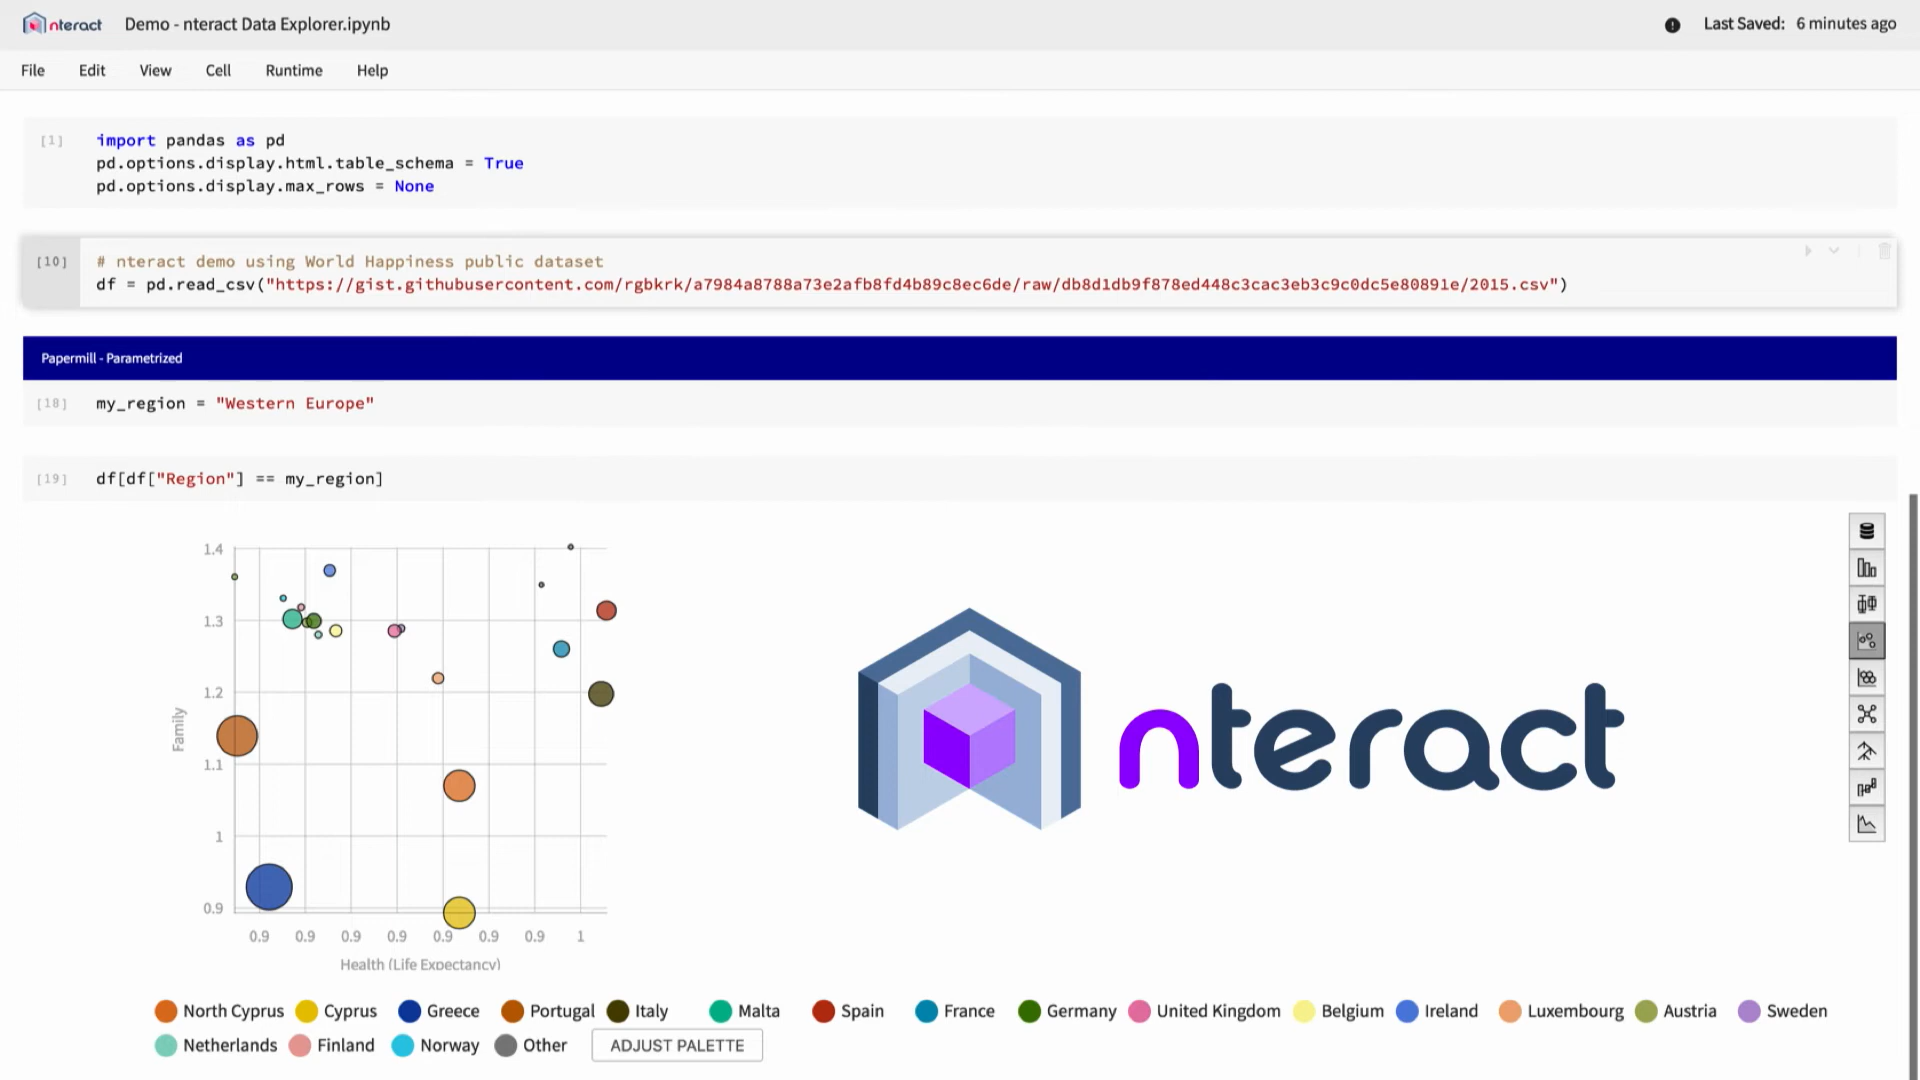 nteract Demo - nteract Data Explorer.ipynb Last Saved: 6 minutes ago
File Edit View Cell Runtime Help
[1] import pandas as pd
pd.options.display.html.table_schema = True
pd.options.display.max_rows = None
[10] # nteract demo using World Happiness public dataset
df = pd.read_csv("https://gist.githubusercontent.com/rgbkrk/a7984a8788a73e2afb8fd4b89c8ec6de/raw/db8d1db9f878ed448c3cac3eb3c9c0dc5e80891e/2015.csv")
Papermill - Parametrized
[18] my_region = "Western Europe"
[19] df[df["Region"] == my_region]
1.4
1.3
1.2
1.1
1
0.9
Family
0.9 0.9 0.9 0.9 0.9 0.9 0.9 1
Health (Life Expectancy)
nteract
North Cyprus Cyprus Greece Portugal Italy Malta Spain France Germany United Kingdom Belgium Ireland Luxembourg Austria Sweden
Netherlands Finland Norway Other ADJUST PALETTE